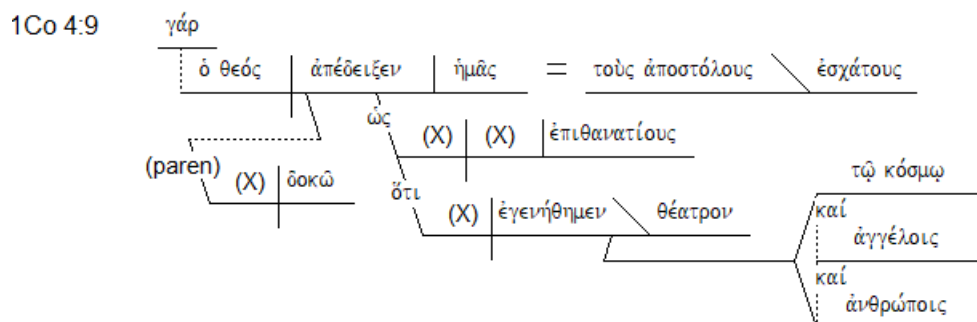 1Co 4:9
γάρ
ὁ θεός ἀπέδειξεν ἡμᾶς = τοὺς ἀποστόλους ἐσχάτους
ὡς
(X) (X) ἐπιθανατίους
(paren)
(X) δοκῶ
ὅτι
(X) ἐγενήθημεν θέατρον
τῷ κόσμῳ
καί
ἀγγέλοις
καί
ἀνθρώποις